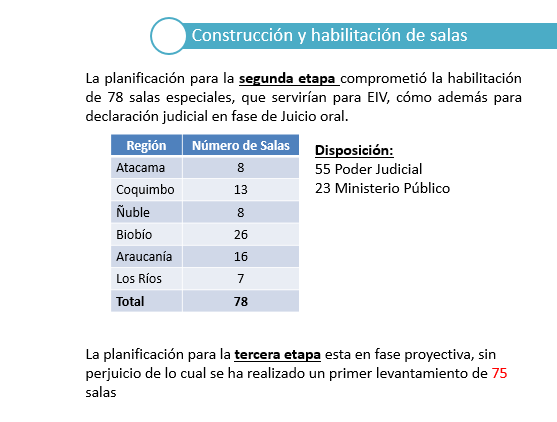 Construcción y habilitación de salas
La planificación para la segunda etapa comprometió la habilitación
de 78 salas especiales, que servirían para EIV, cómo además para
declaración judicial en fase de Juicio oral.
Región Número de Salas
Atacama 8
Coquimbo 13
Ñuble 8
Biobío 26
Araucanía 16
Los Ríos 7
Total 78
Disposición:
55 Poder Judicial
23 Ministerio Público
La planificación para la tercera etapa esta en fase proyectiva, sin
perjuicio de lo cual se ha realizado un primer levantamiento de 75
salas